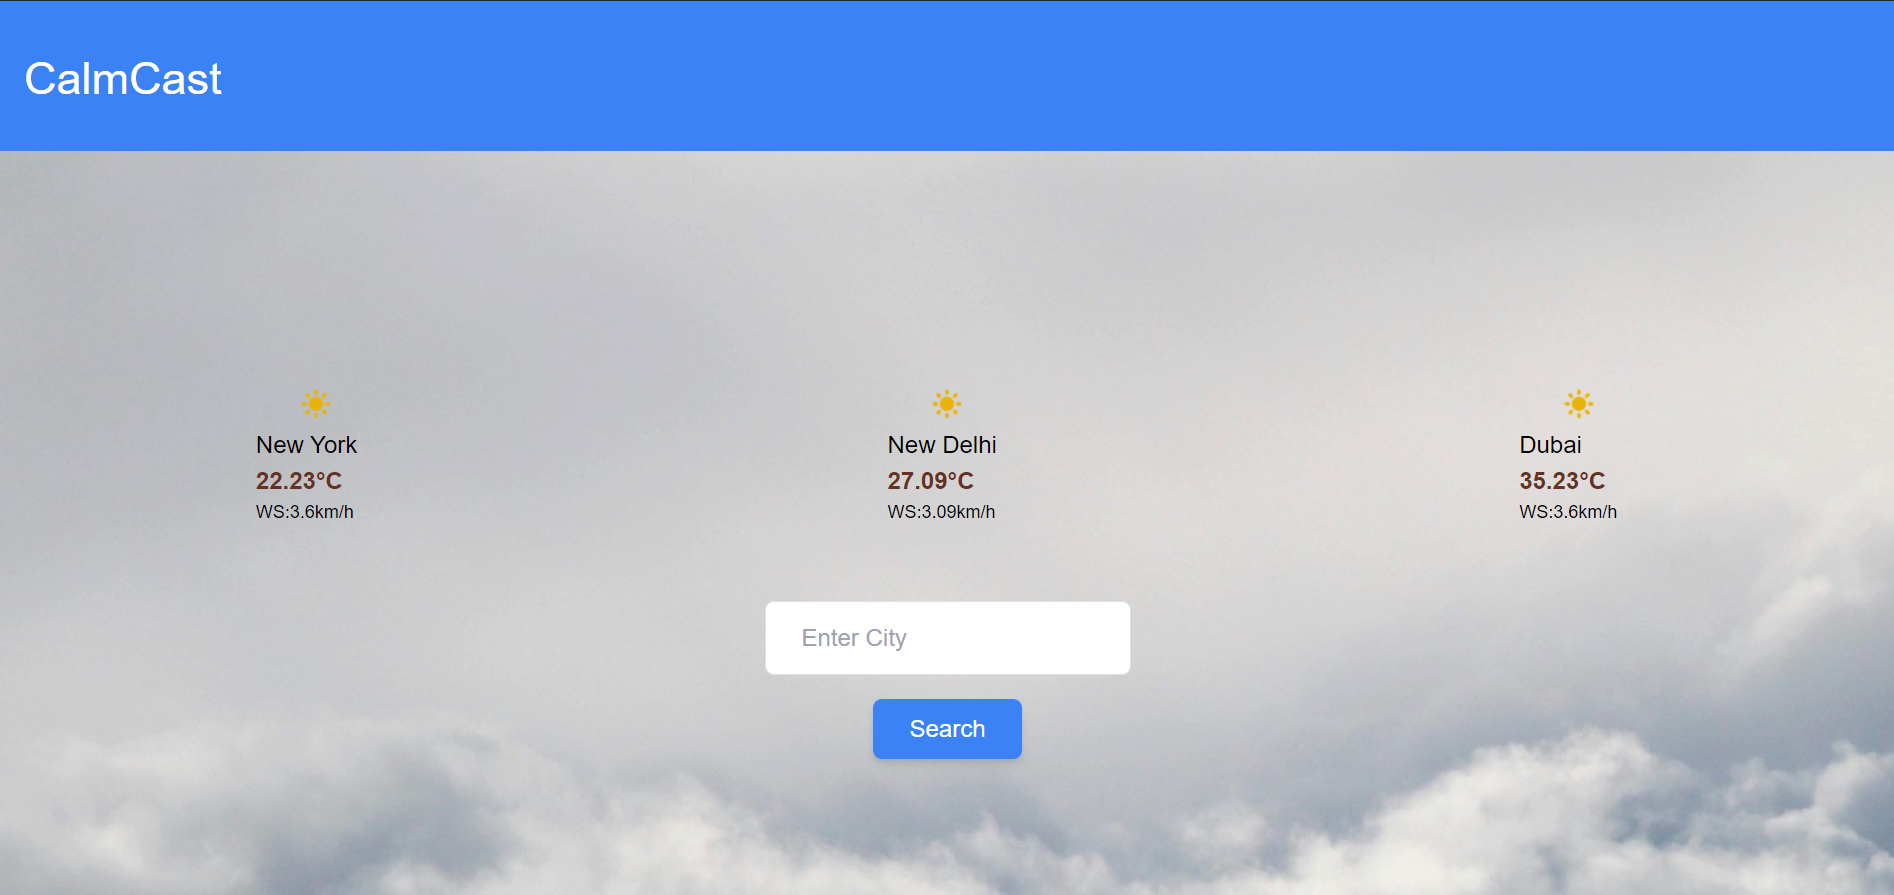 CalmCast
New York
22.23°C
WS:3.6km/h
New Delhi
27.09°C
WS:3.09km/h
Dubai
35.23°C
WS:3.6km/h
Enter City
Search